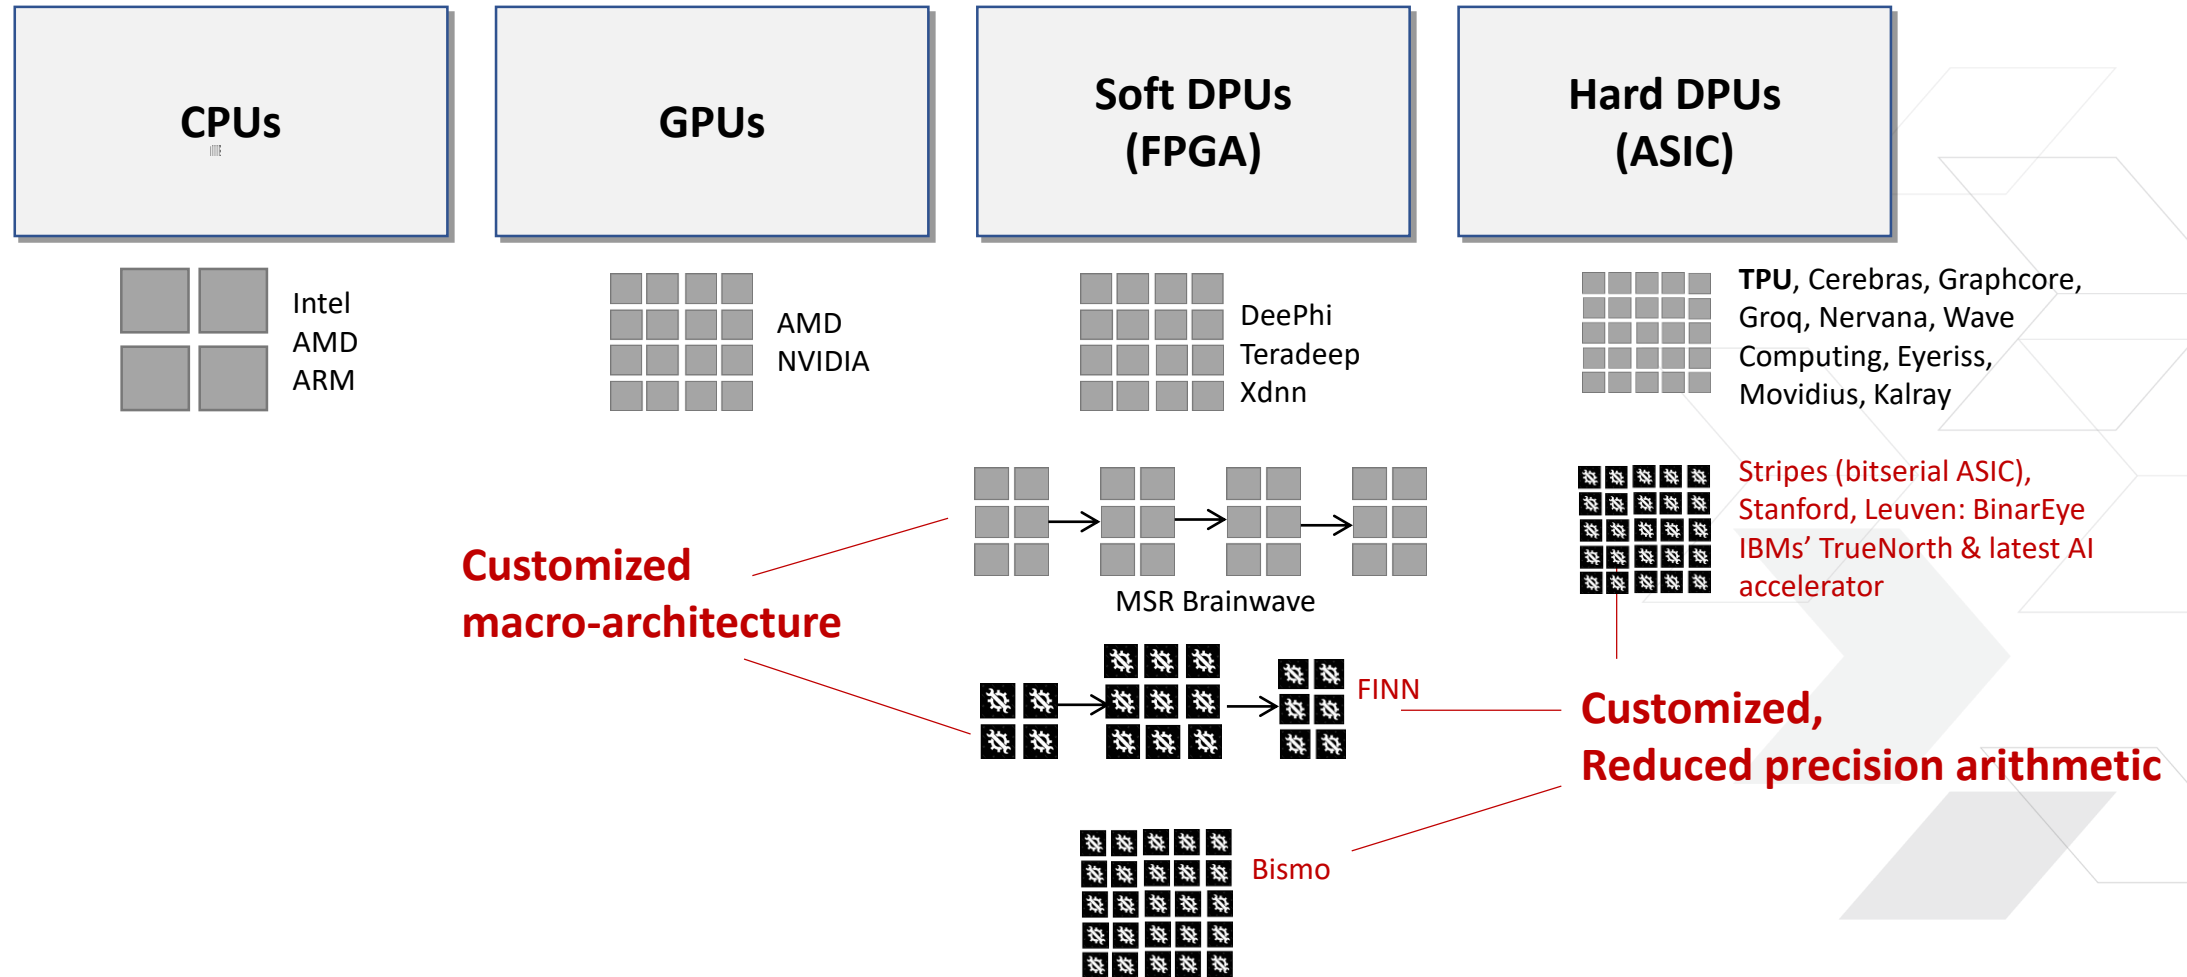 CPUs
GPUs
Soft DPUs
(FPGA)
Hard DPUs
(ASIC)
Intel
AMD
ARM
AMD
NVIDIA
DeePhi
Teradeep
Xdnn
TPU, Cerebras, Graphcore,
Groq, Nervana, Wave
Computing, Eyeriss,
Movidius, Kalray
MSR Brainwave
Stripes (bitserial ASIC),
Stanford, Leuven: BinarEye
IBMs’ TrueNorth & latest AI
accelerator
Customized
macro-architecture
FINN
Customized,
Reduced precision arithmetic
Bismo